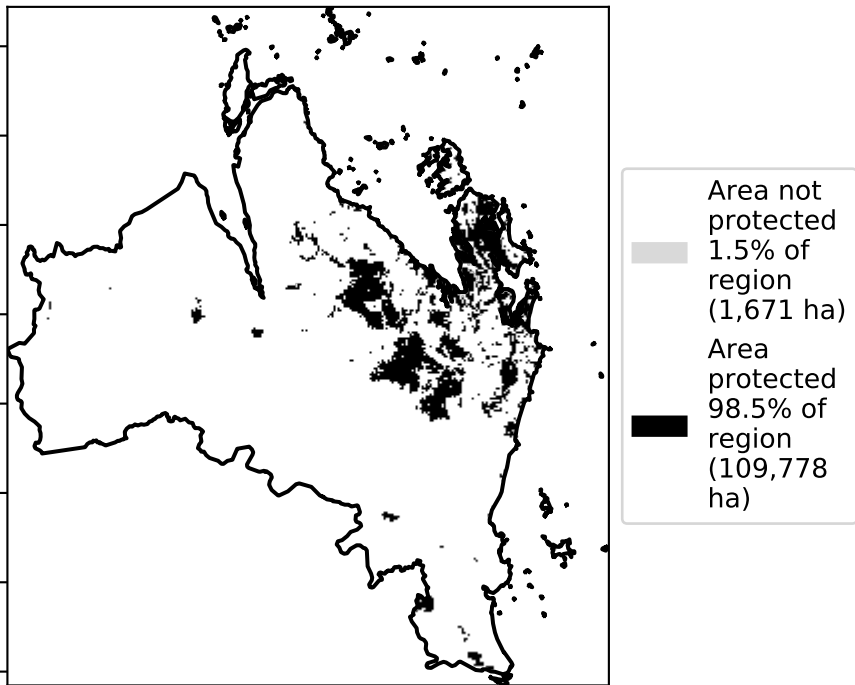 Area not
protected
1.5% of
region
(1,671 ha)
Area
protected
98.5% of
region
(109,778
ha)